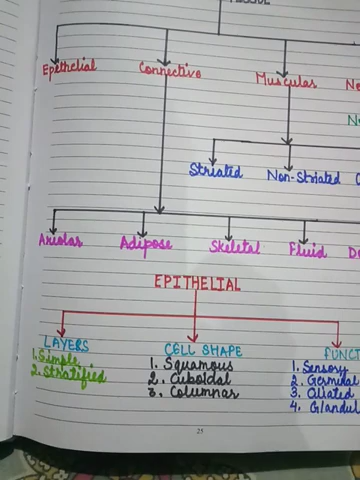 Epithelial Connective Muscular
Striated Non-Striated
Areolar Adipose Skeletal Fluid
EPITHELIAL
LAYERS CELL SHAPE
1. Simple
2. Stratified
1. Squamous
2. Cuboidal
3. Columnar
1. Sensory
2. Germinal
3. Ciliated
4. Glandul
25